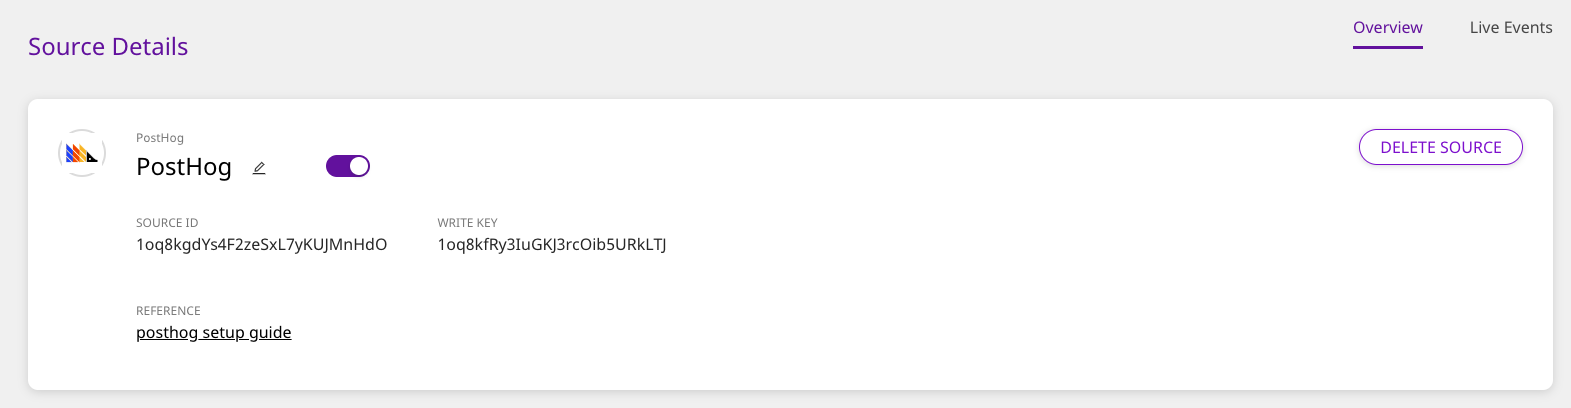 Source Details
Overview
Live Events
PostHog
PostHog
DELETE SOURCE
SOURCE ID
WRITE KEY
1oq8kgdYs4F2zeSxL7yKUJMnHdO
1oq8kfRy3IuGKJ3rcOib5URkLTJ
REFERENCE
posthog setup guide